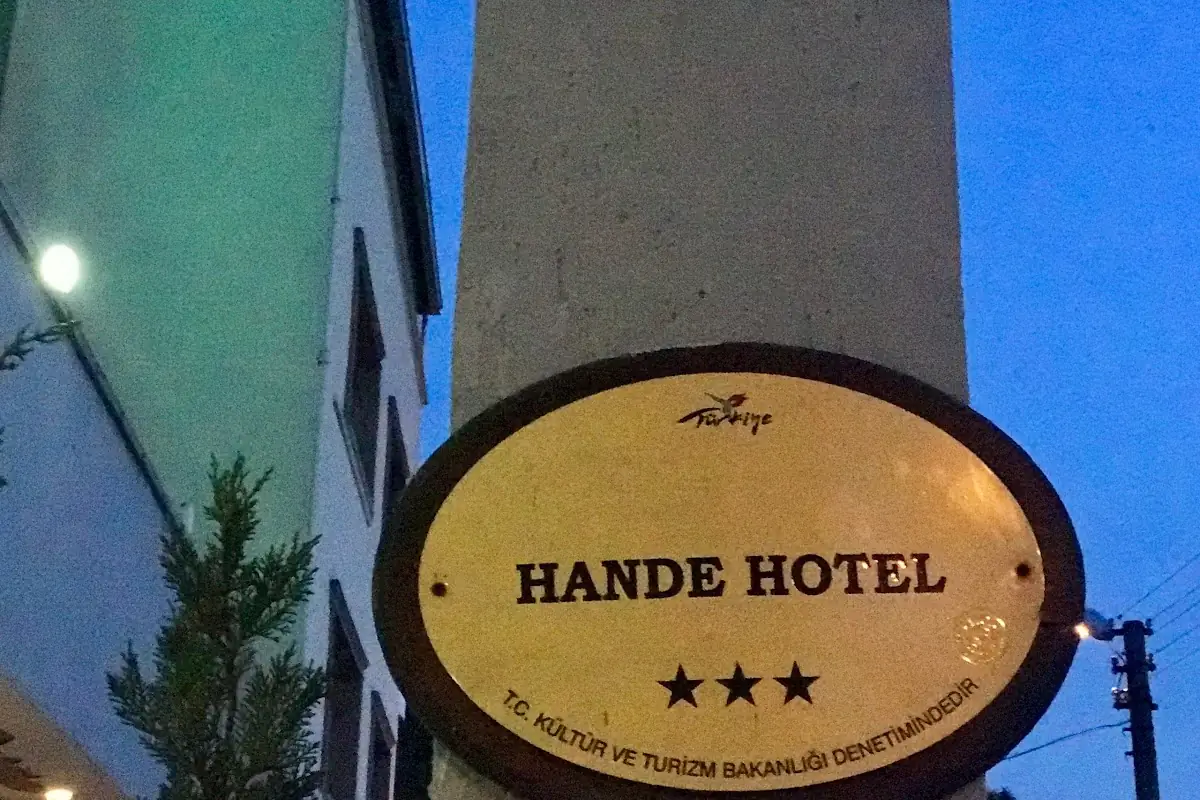 Türkiye
HANDE HOTEL
★★★
T.C. KÜLTÜR VE TURİZM BAKANLIĞI DENETİMİNDEDİR